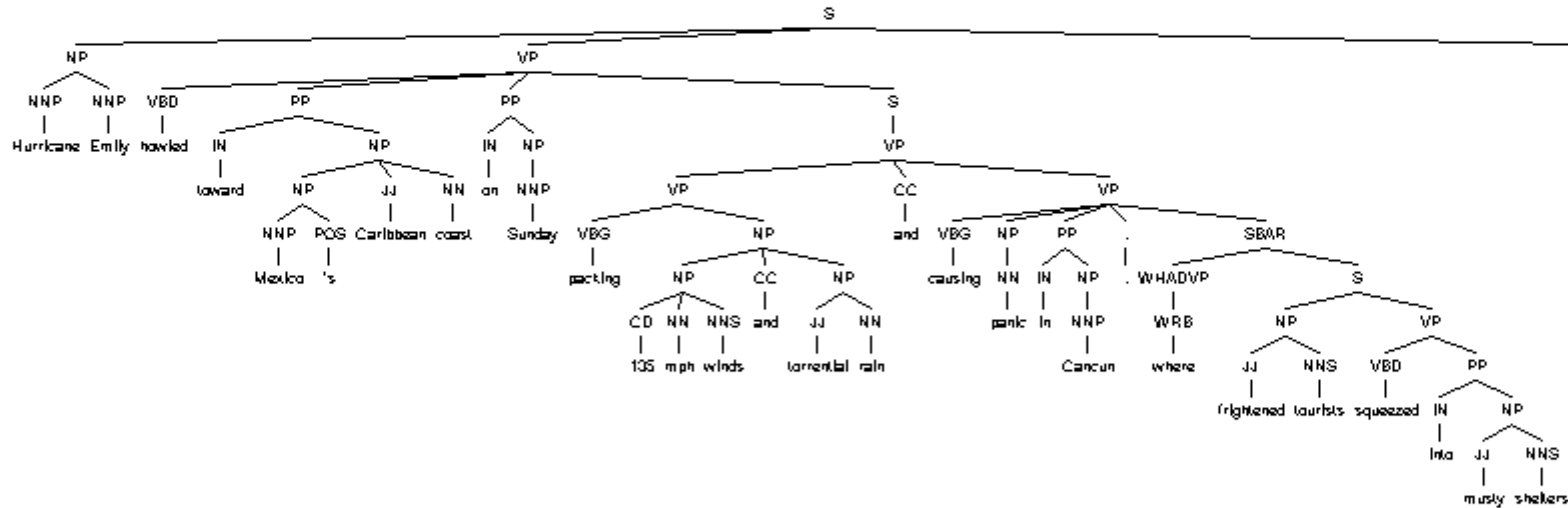 S
NP VP
NNP NNP VBD PP PP S
Hurricane Emily howled IN NP IN NP VP
toward NP JJ NN on NNP VP CC VP
NNP POS Caribbean coast Sunday VBG NP and VBG NP PP , SBAR
Mexico 's packing NP CC NP causing NN IN NP , WHADVP S
CD NN NNS and JJ NN panic in NNP WRB NP VP
135 mph winds torrential rain Cancun where JJ NNS VBD PP
frightened tourists squeezed IN NP
into JJ NNS
musty shelters